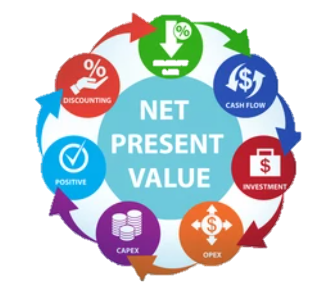 NET
PRESENT
VALUE
%
$
CASH FLOW
$
INVESTMENT
$
OPEX
CAPEX
POSITIVE
%
DISCOUNTING